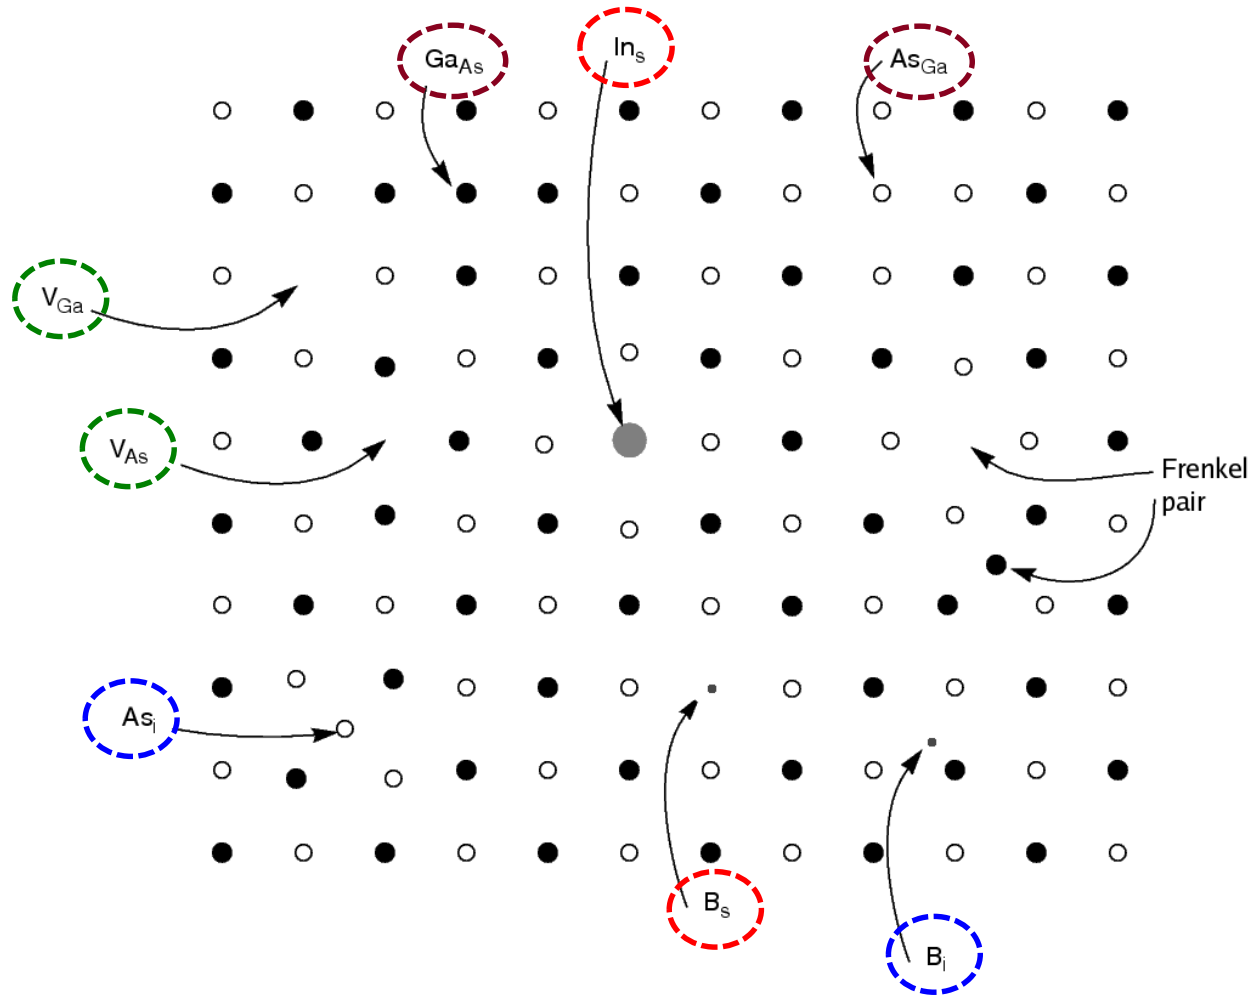 Ga_As
In_s
As_Ga
V_Ga
V_As
Frenkel
pair
As_i
B_s
B_i